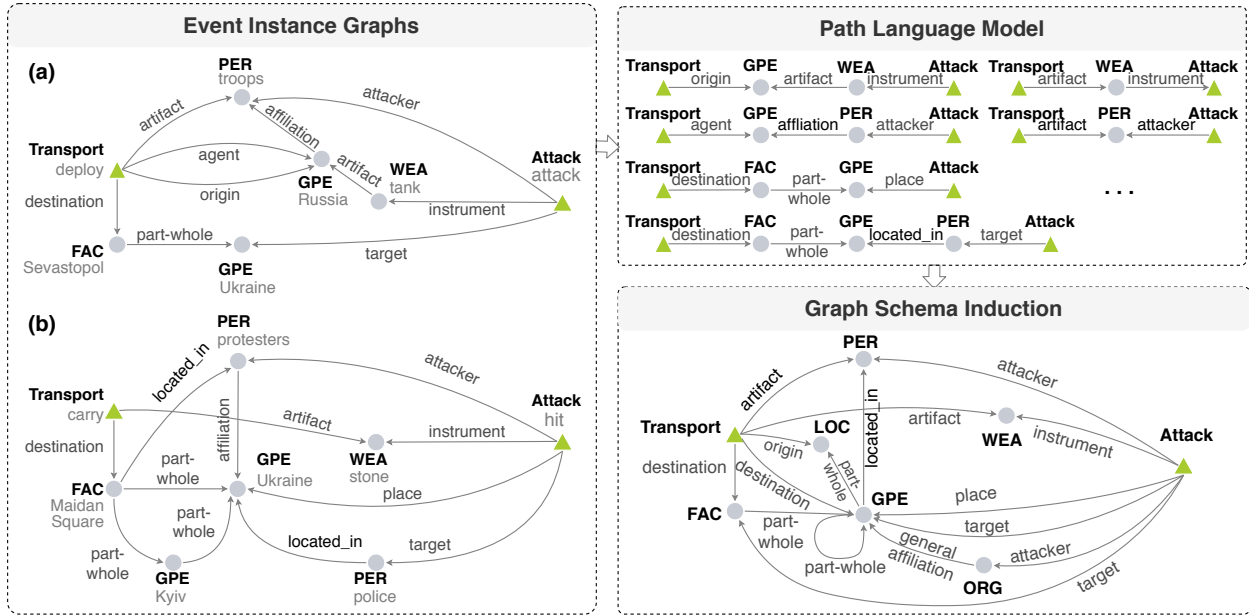 Event Instance Graphs
(a)
PER
troops
artifact
attacker
affiliation
Transport
deploy
agent
origin
GPE
Russia
artifact
WEA
tank
Attack
attack
instrument
destination
FAC
Sevastopol
part-whole
GPE
Ukraine
target
(b)
PER
protesters
located_in
attacker
Transport
carry
artifact
affiliation
Attack
hit
instrument
WEA
stone
destination
GPE
Ukraine
part-
whole
FAC
Maidan
Square
place
part-
whole
part-
whole
GPE
Kyiv
located_in
target
PER
police
Path Language Model
Transport GPE WEA Attack
origin artifact instrument
Transport WEA Attack
artifact instrument
Transport GPE PER Attack
agent affliation attacker
Transport PER Attack
artifact attacker
Transport FAC GPE Attack
destination part-
whole place
. . .
Transport FAC GPE PER Attack
destination part-
whole located_in target
Graph Schema Induction
PER
artifact
attacker
located_in
Transport
artifact
WEA
instrument
Attack
LOC
origin
destination
destination
part-
whole
GPE
place
FAC
part-
whole
target
part-whole
general
affiliation
attacker
ORG
target